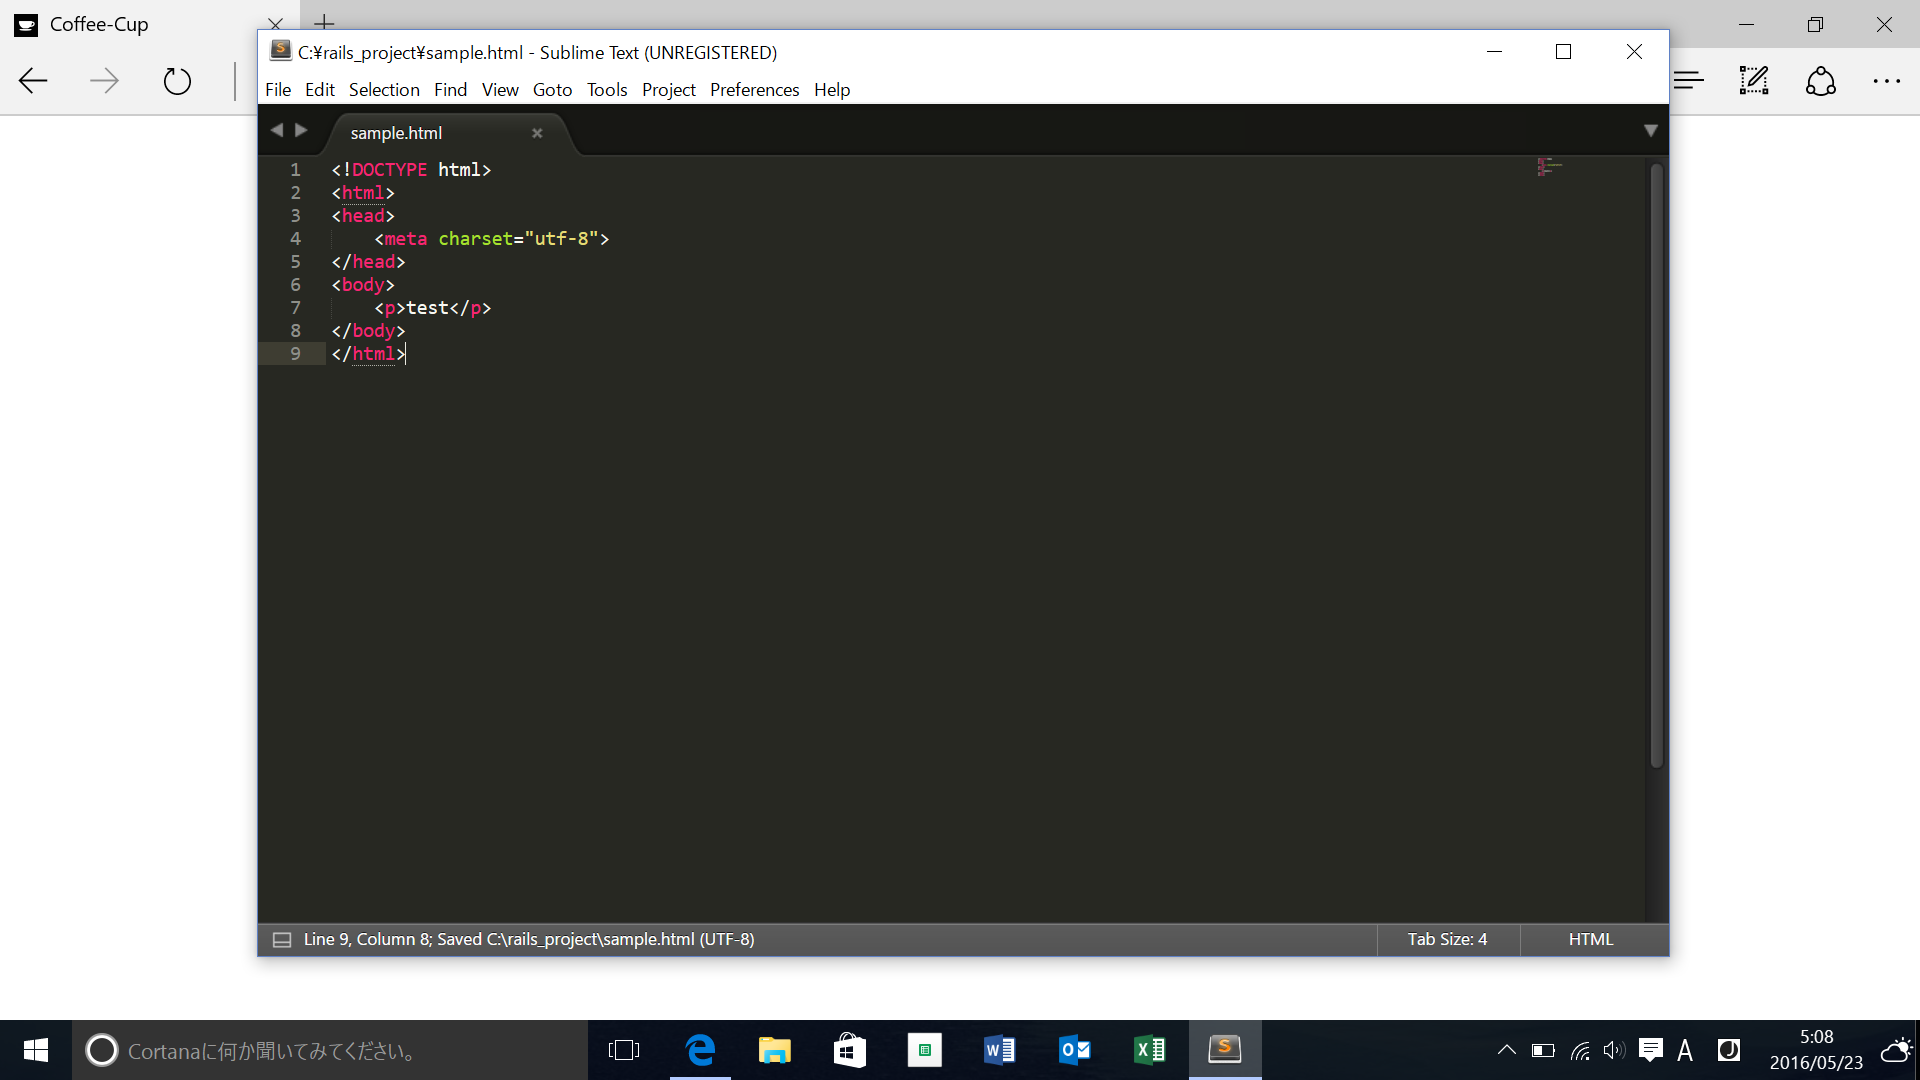 Coffee-Cup
C:¥rails_project¥sample.html - Sublime Text (UNREGISTERED)
File Edit Selection Find View Goto Tools Project Preferences Help
sample.html
1 <!DOCTYPE html>
2 <html>
3 <head>
4     <meta charset="utf-8">
5 </head>
6 <body>
7     <p>test</p>
8 </body>
9 </html>
Line 9, Column 8; Saved C:\rails_project\sample.html (UTF-8)
Tab Size: 4
HTML
Cortanaに何か聞いてみてください。
A
J
5:08
2016/05/23